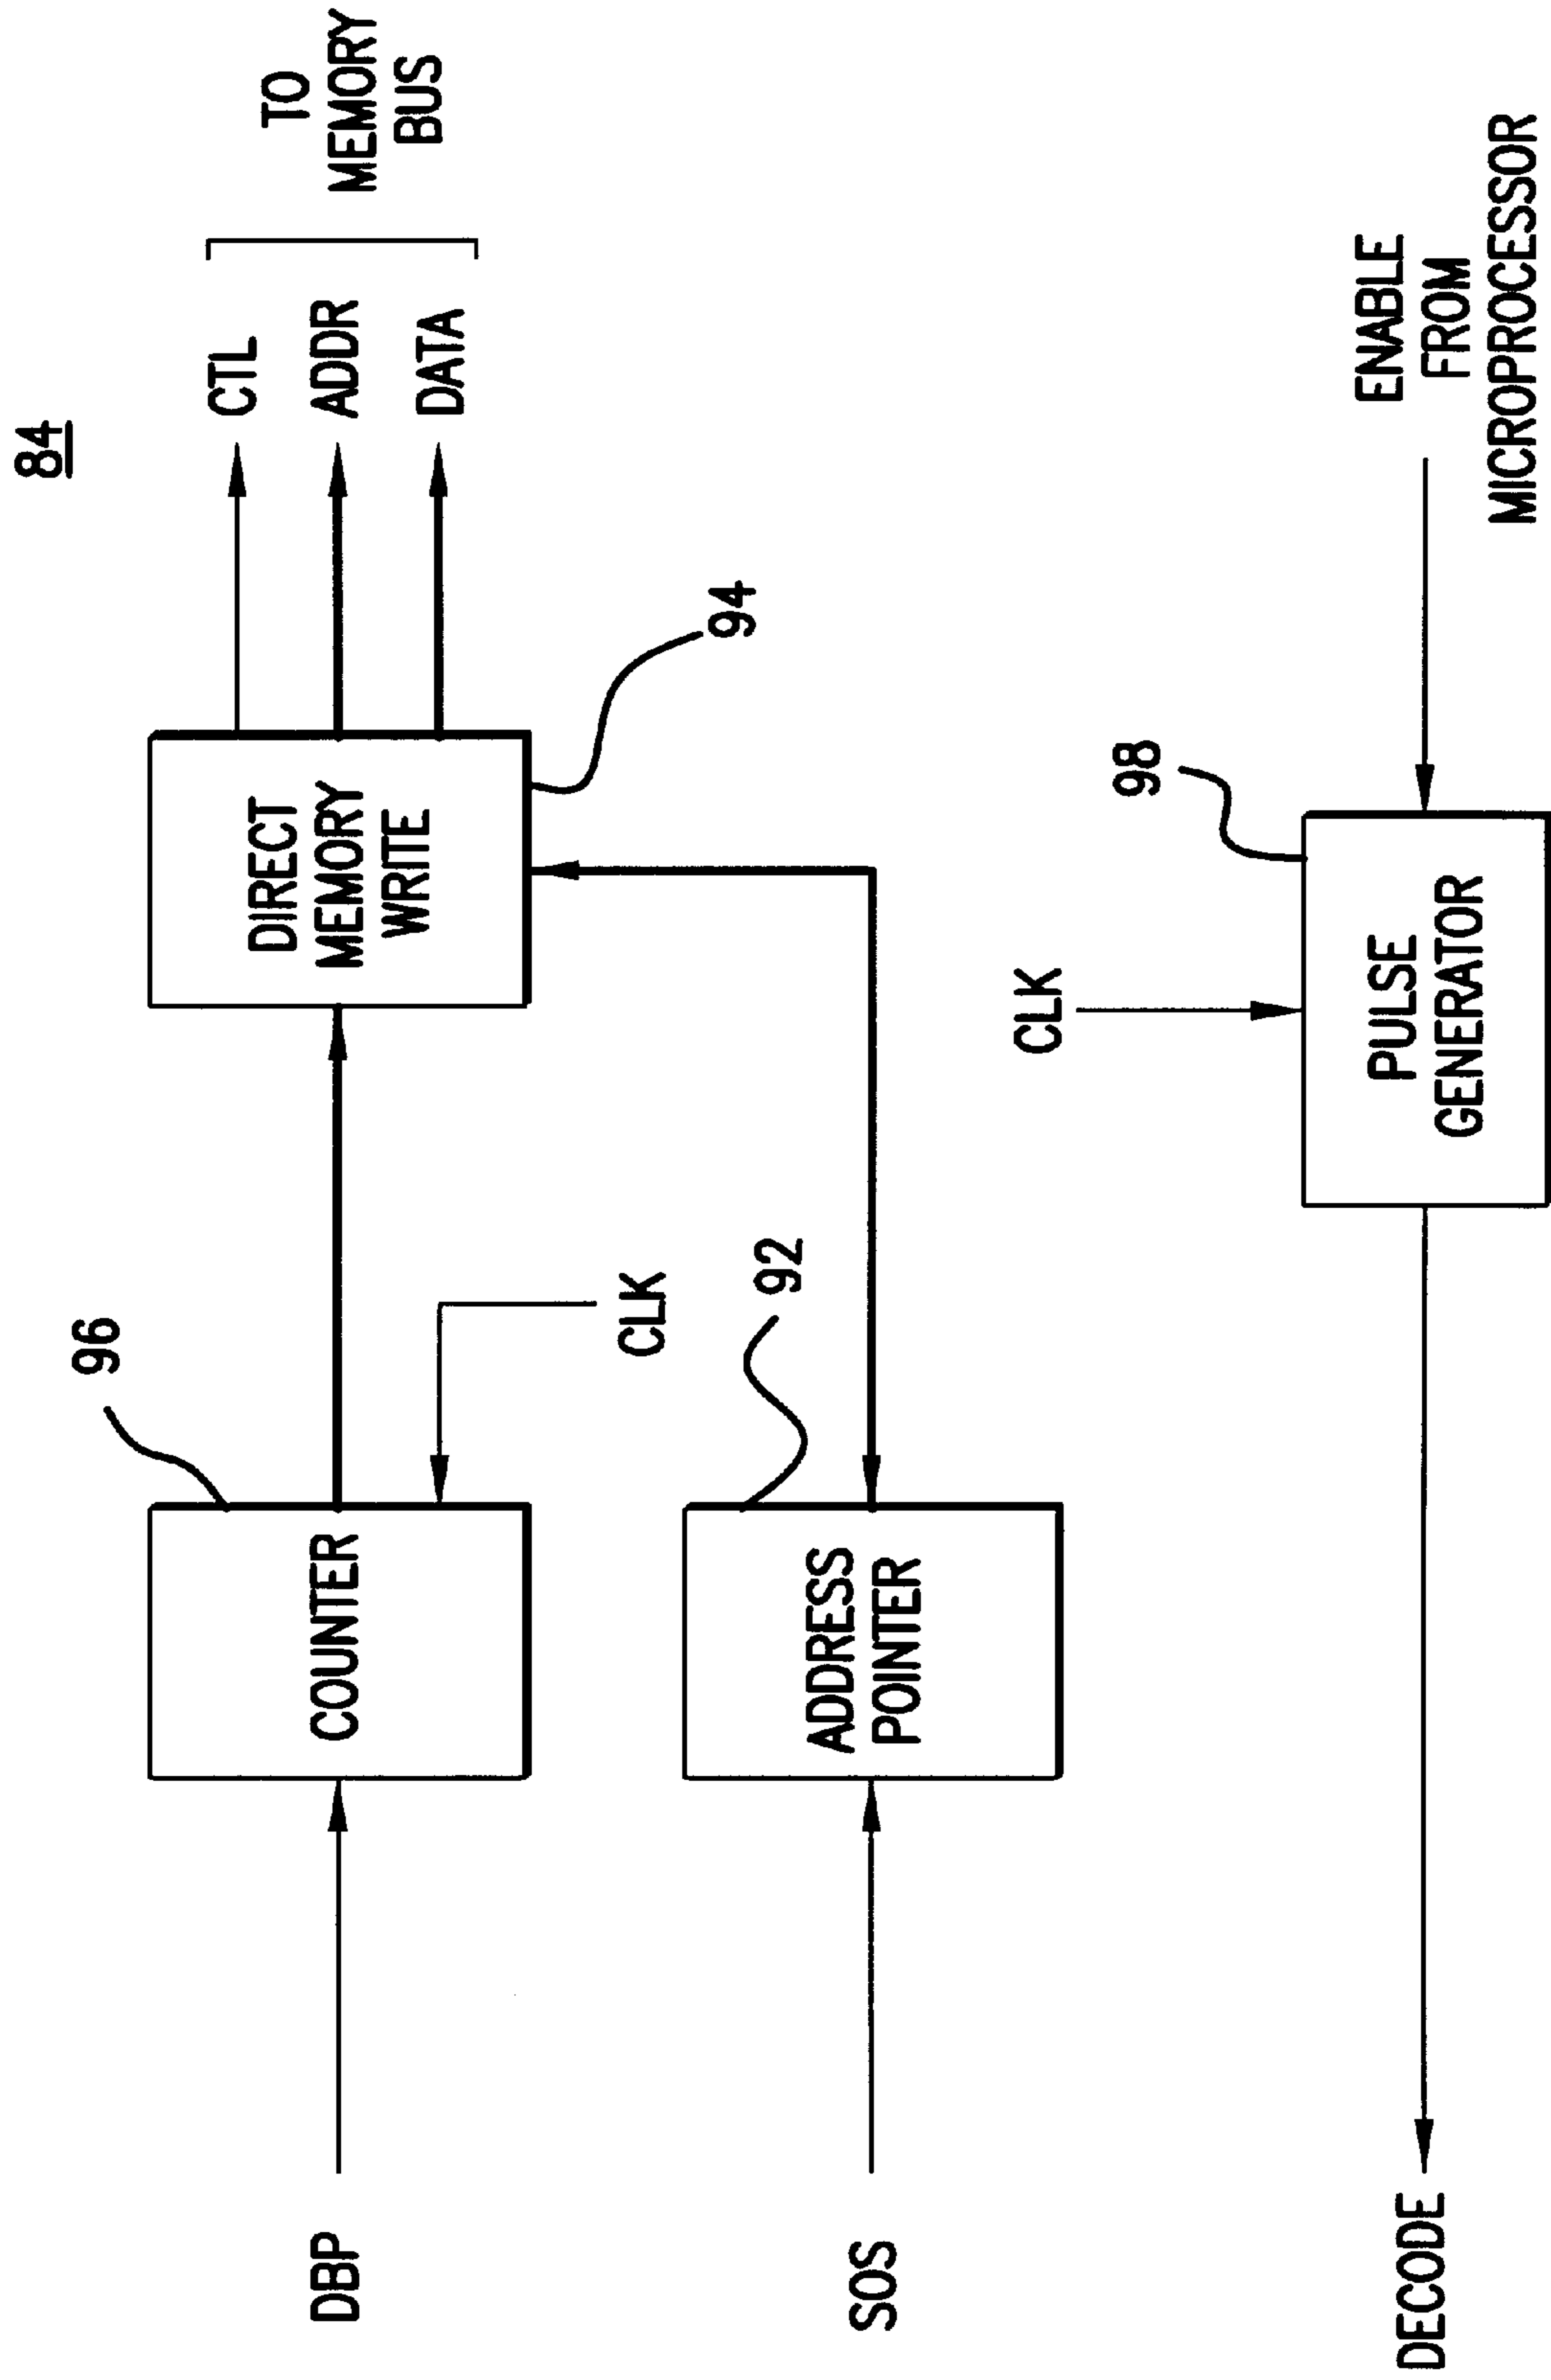 84
DBP
96
COUNTER
CLK
DIRECT
MEMORY
WRITE
94
CTL
ADDR
DATA
TO
MEMORY
BUS
SOS
92
ADDRESS
POINTER
DECODE
CLK
98
PULSE
GENERATOR
ENABLE
FROM
MICROPROCESSOR